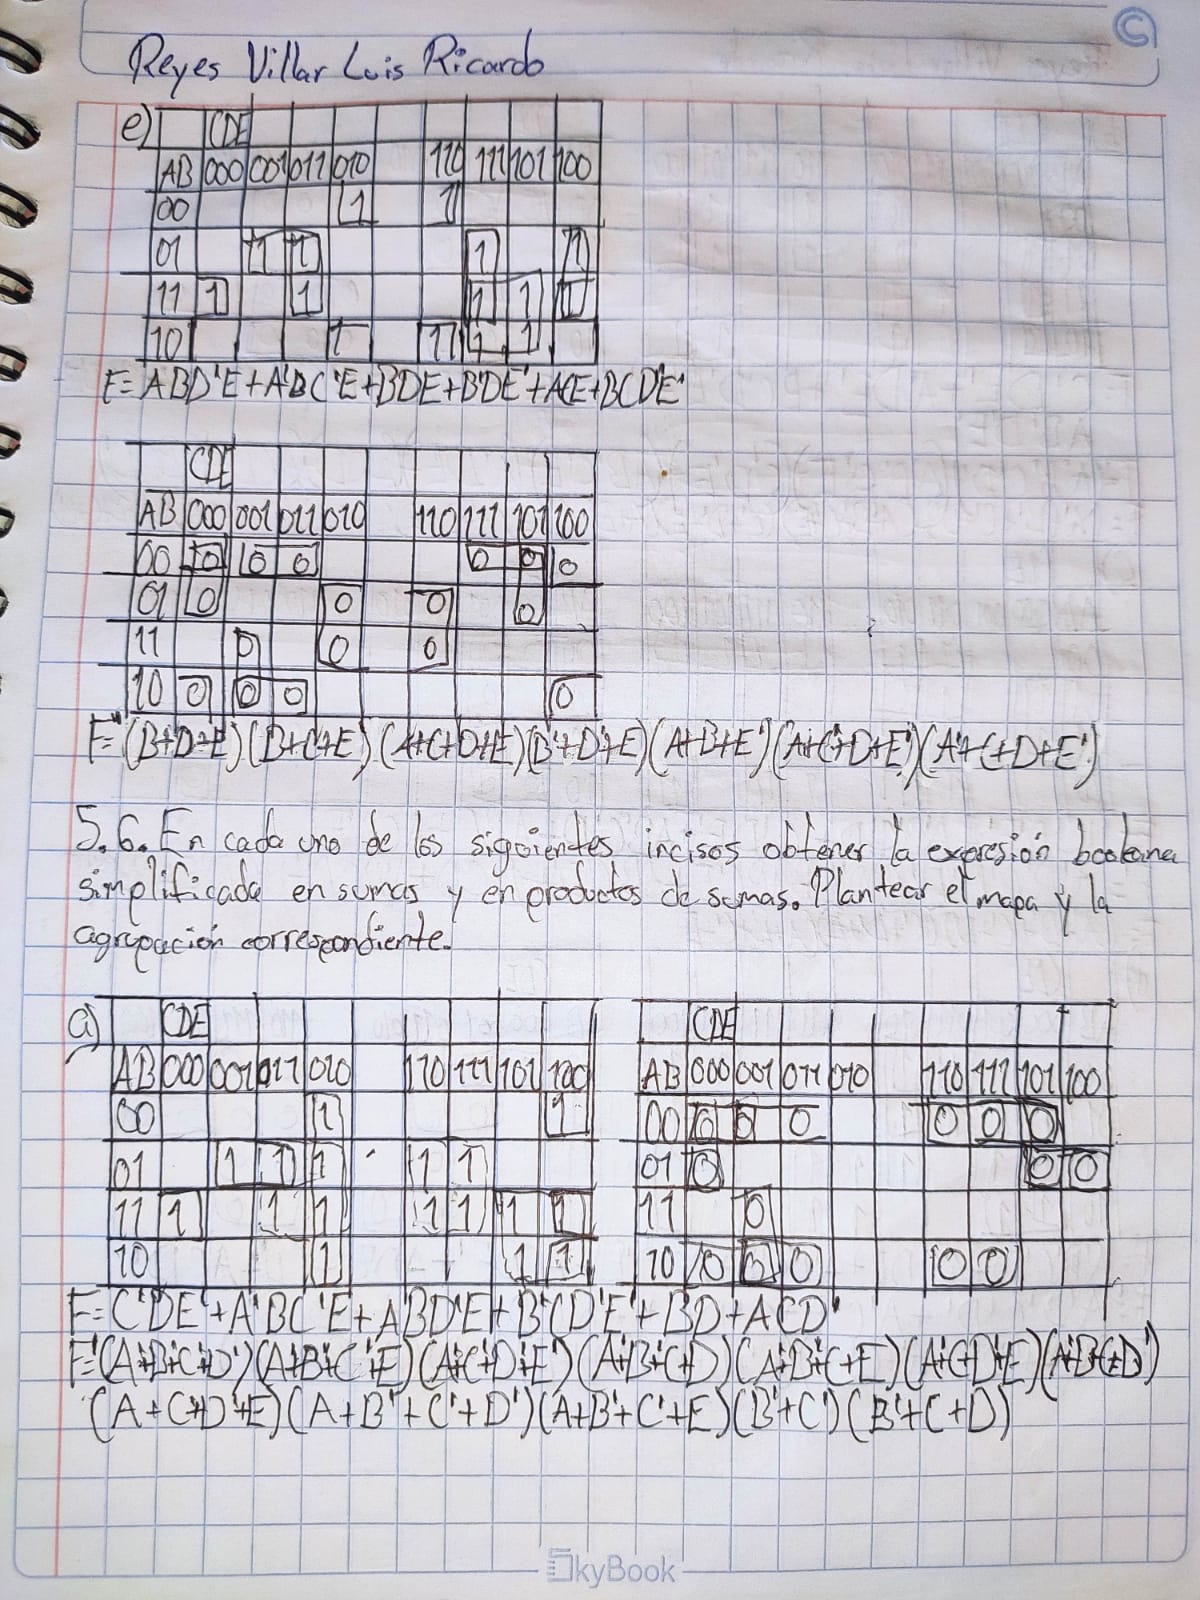 Reyes Villar Luis Ricardo
e) CDE
AB 000 001 011 010 110 111 101 100
00 1 1
01 1 1 1 1
11 1 1 1 1 1
10 1 1 1 1
F= ABD'E+A'BC'E+BDE+B'DE'+ACE+BCD'E'
CDE
AB 000 001 011 010 110 111 101 100
00 0 0 0 0 0 0
01 0 0 0 0
11 0 0 0
10 0 0 0 0
F=(B+D+E)(B+C+E')(A+C+D+E)(B'+D'+E)(A+B+E')(A+C'+D+E')(A'+C+D+E')
5.6. En cada uno de los siguientes incisos obtener la expresión booleana
simplificada en sumas y en productos de sumas. Plantear el mapa y la
agrupación correspondiente.
a) CDE CDE
AB 000 001 011 010 110 111 101 100 AB 000 001 011 010 110 111 101 100
00 1 1 00 0 0 0 0 0 0
01 1 1 1 1 1 01 0 0 0
11 1 1 1 1 1 1 1 11 0
10 1 1 1 10 0 0 0 0 0
F= C'DE'+A'BC'E+ABD'E'+B'CD'E'+BD+ACD'
(A+C+D'+E)(A+B'+C'+D')(A+B'+C'+E)(B'+C')(B'+C+D)
SkyBook